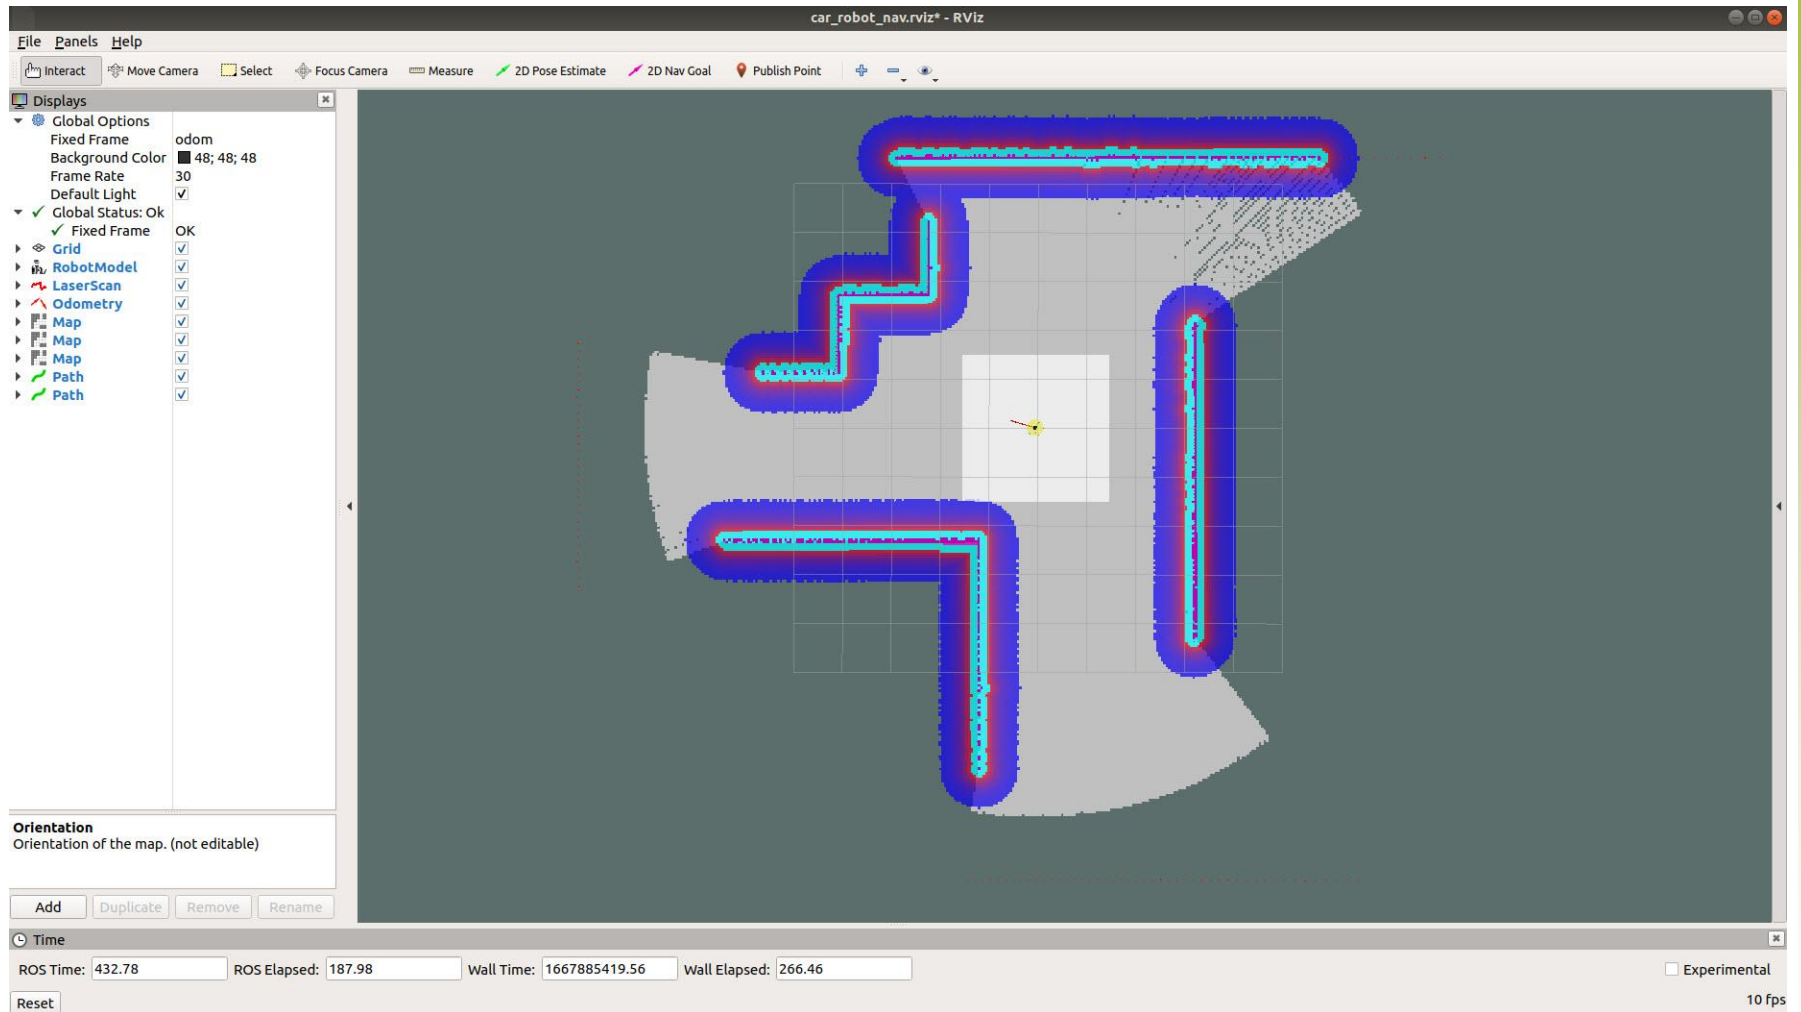 car_robot_nav.rviz* - RViz
File Panels Help
Interact Move Camera Select Focus Camera Measure 2D Pose Estimate 2D Nav Goal Publish Point
Displays
Global Options
Fixed Frame odom
Background Color 48; 48; 48
Frame Rate 30
Default Light
Global Status: Ok
Fixed Frame OK
Grid
RobotModel
LaserScan
Odometry
Map
Map
Map
Path
Path
Orientation
Orientation of the map. (not editable)
Add Duplicate Remove Rename
Time
ROS Time: 432.78 ROS Elapsed: 187.98 Wall Time: 1667885419.56 Wall Elapsed: 266.46 Experimental
Reset 10 fps